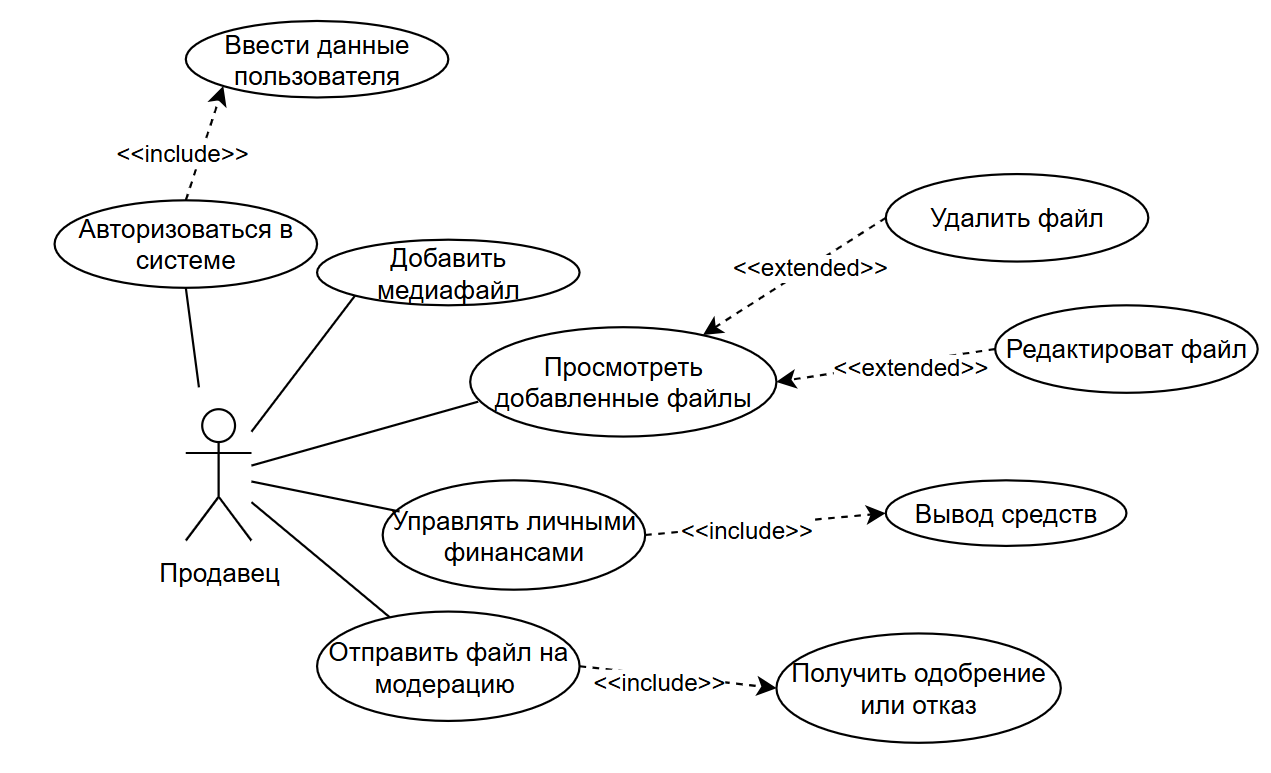 Ввести данные
пользователя
<<include>>
Авторизоваться в
системе
Добавить
медиафайл
Удалить файл
<<extended>>
Просмотреть
добавленные файлы
Редактироват файл
<<extended>>
Управлять личными
финансами
<<include>>
Вывод средств
Продавец
Отправить файл на
модерацию
<<include>>
Получить одобрение
или отказ